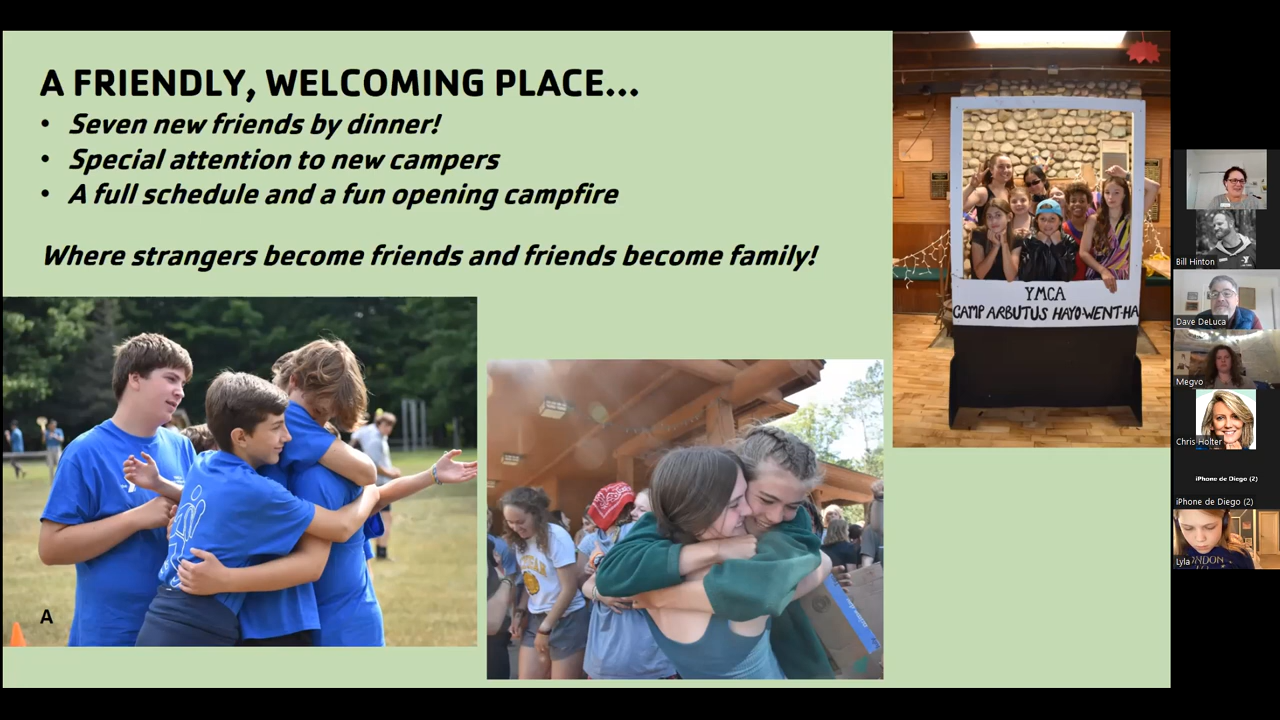 A FRIENDLY, WELCOMING PLACE...
• Seven new friends by dinner!
• Special attention to new campers
• A full schedule and a fun opening campfire
Where strangers become friends and friends become family!
A
YMCA
CAMP ARBUTUS HAYO-WENT-HA
Bill Hinton
Dave DeLuca
Megvo
Chris Holter
iPhone de Diego (2)
iPhone de Diego (2)
Lyla